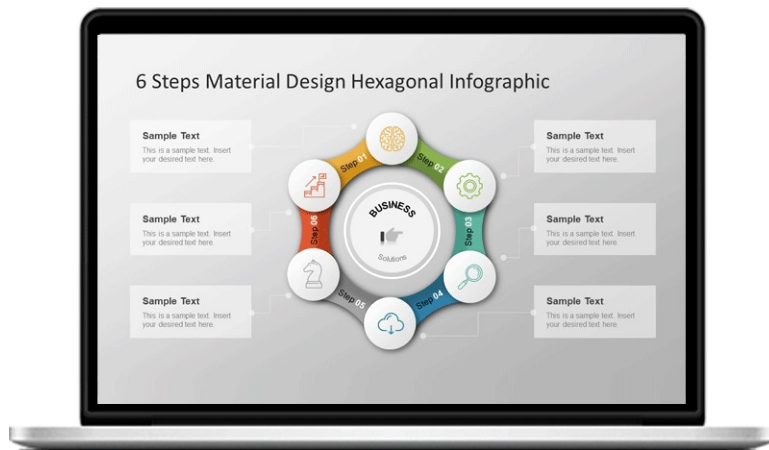 6 Steps Material Design Hexagonal Infographic
Sample Text
This is a sample text. Insert
your desired text here.
Sample Text
This is a sample text. Insert
your desired text here.
Sample Text
This is a sample text. Insert
your desired text here.
Step 01
Step 02
Step 03
Step 04
Step 05
Step 06
BUSINESS
Solutions
Sample Text
This is a sample text. Insert
your desired text here.
Sample Text
This is a sample text. Insert
your desired text here.
Sample Text
This is a sample text. Insert
your desired text here.